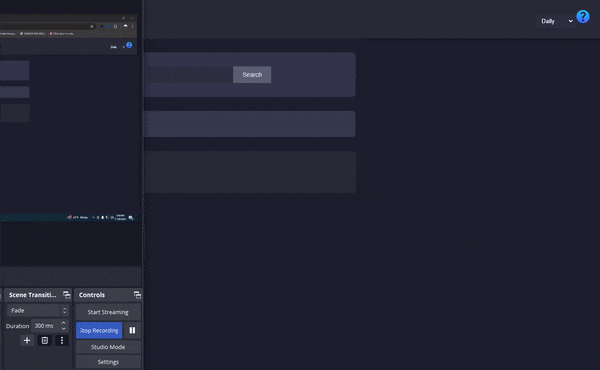 Daily
?
Search
Scene Transiti...
Controls
Fade
Start Streaming
Duration
300 ms
Stop Recording
Studio Mode
Settings